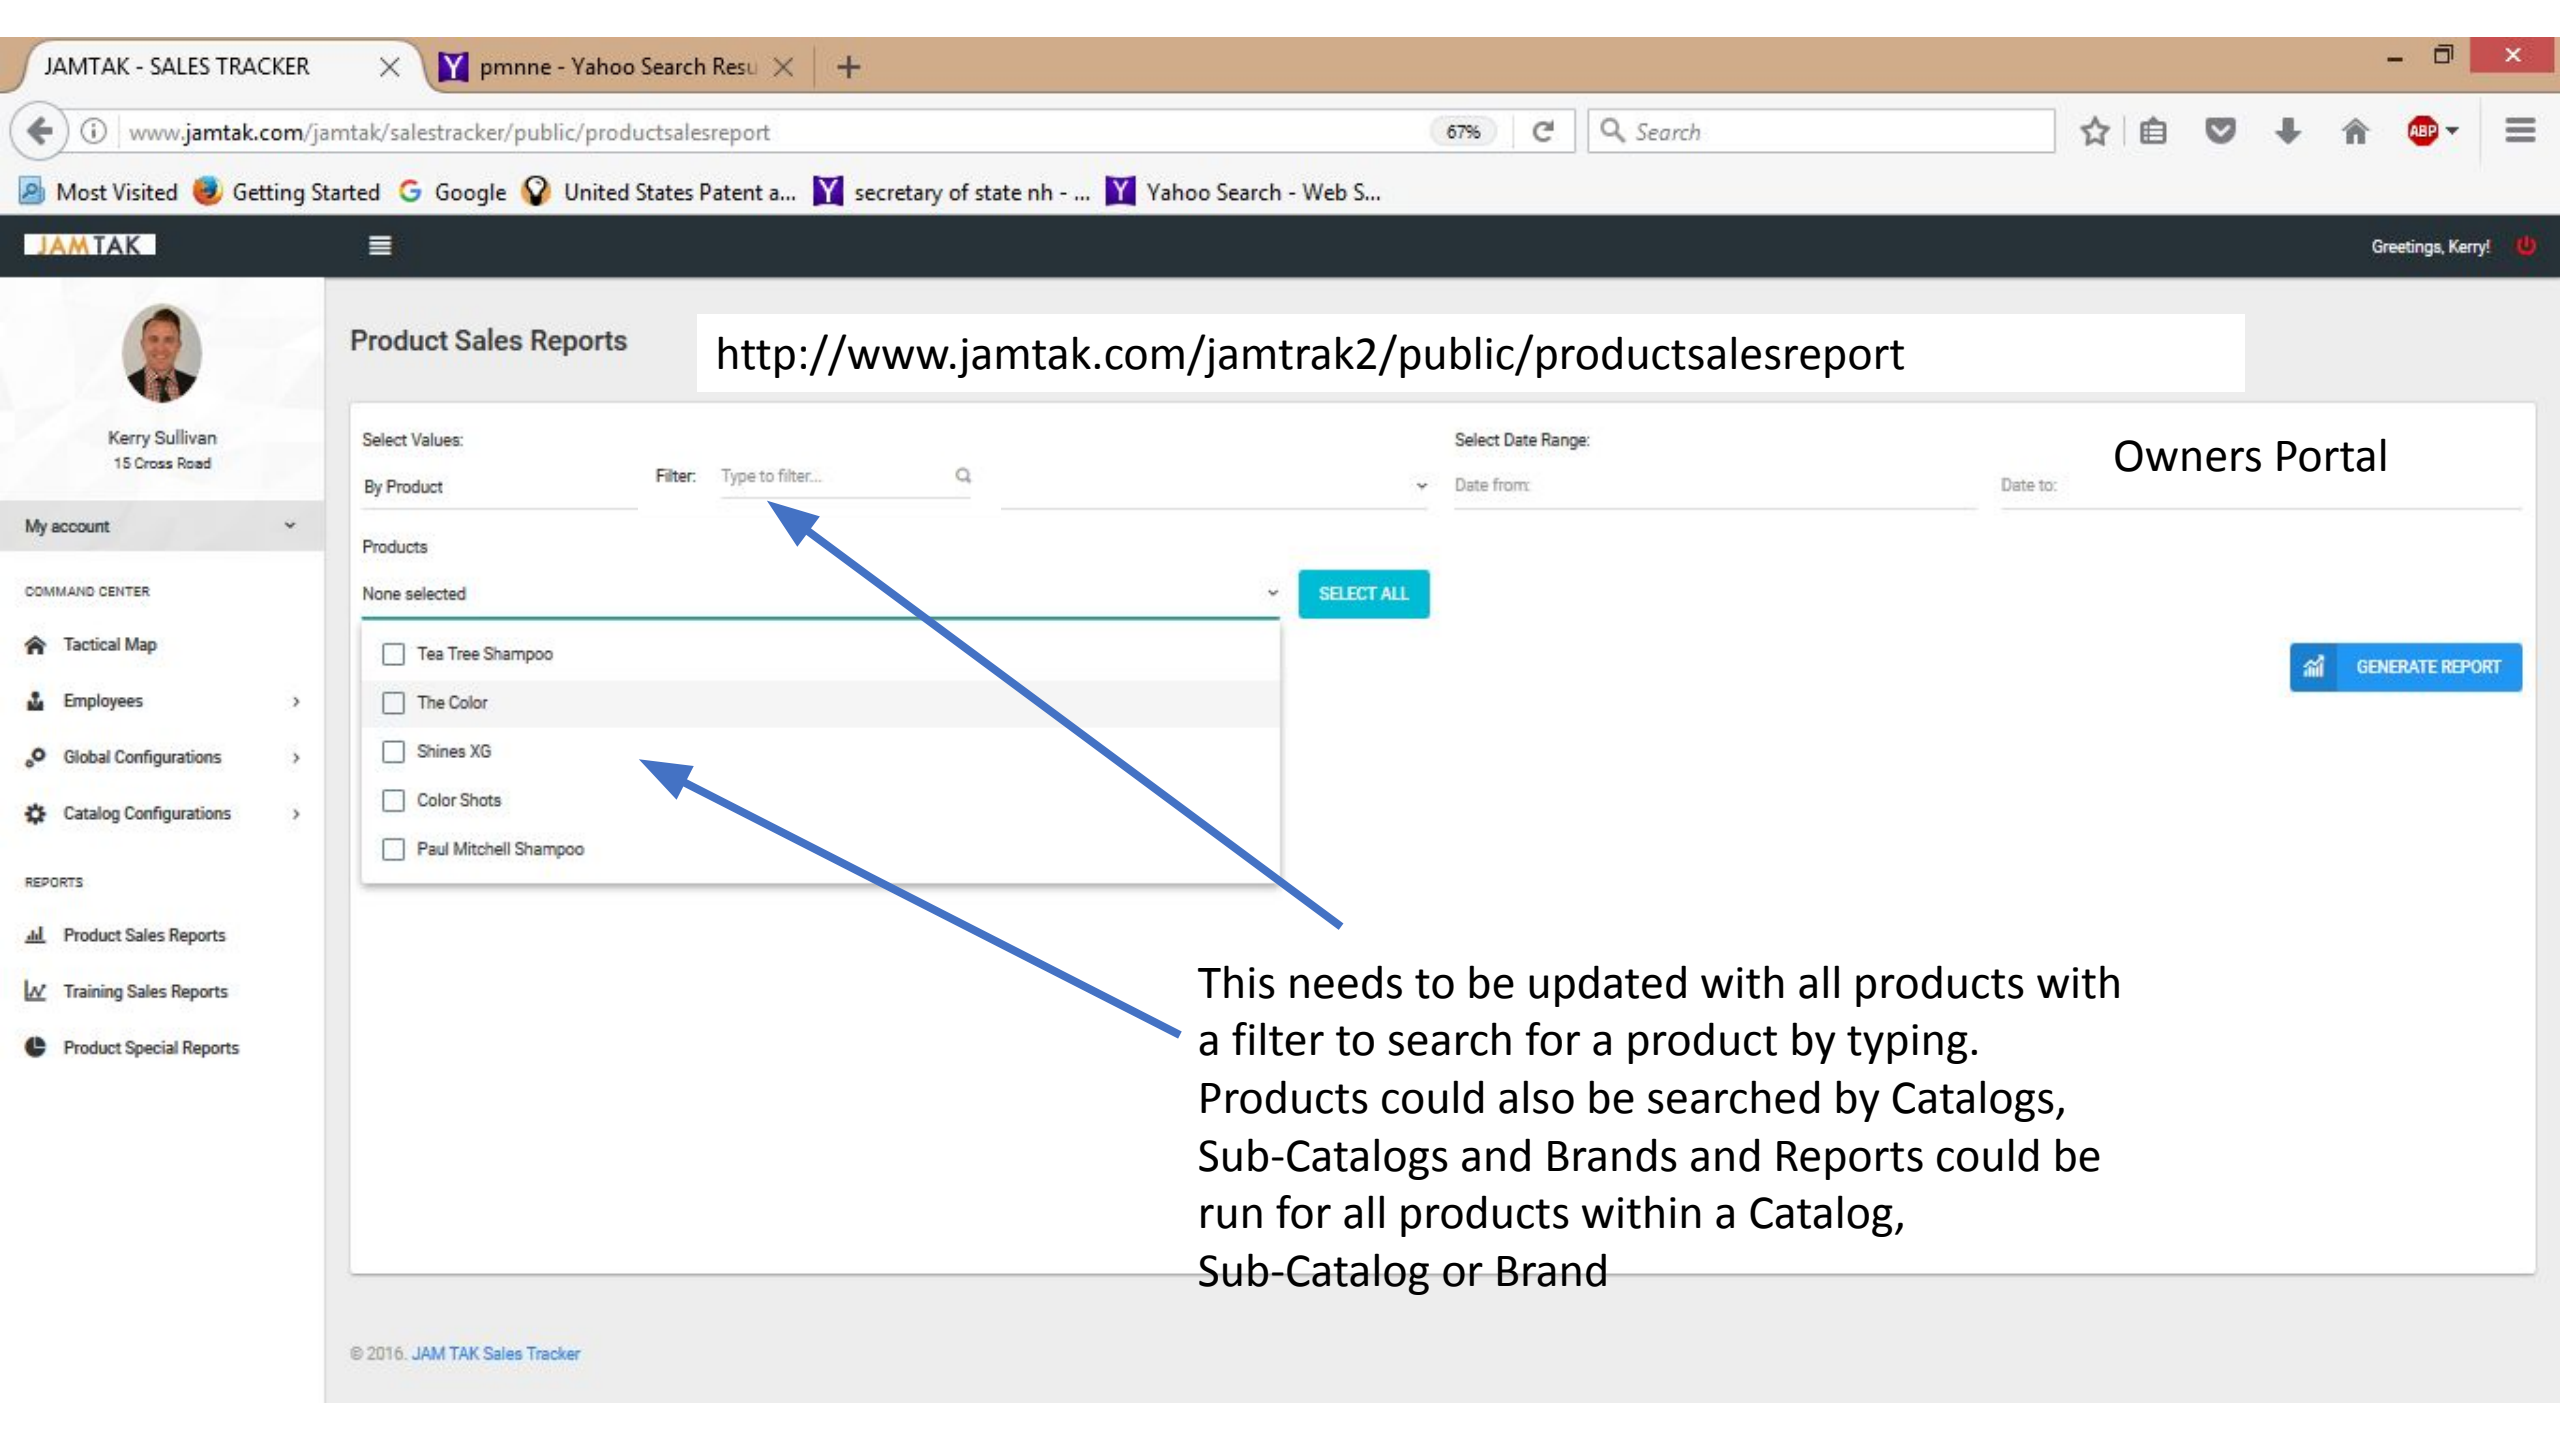 JAMTAK - SALES TRACKER
pmnne - Yahoo Search Resu
www.jamtak.com/jamtak/salestracker/public/productsalesreport
67%
Search
ABP
Most Visited Getting Started Google United States Patent a... secretary of state nh - ... Yahoo Search - Web S...
JAMTAK
Greetings, Kerry!
Product Sales Reports
http://www.jamtak.com/jamtrak2/public/productsalesreport
Kerry Sullivan
15 Cross Road
My account
COMMAND CENTER
Tactical Map
Employees
Global Configurations
Catalog Configurations
REPORTS
Product Sales Reports
Training Sales Reports
Product Special Reports
Select Values:
By Product
Filter: Type to filter...
Select Date Range:
Date from:
Date to:
Owners Portal
Products
None selected
SELECT ALL
Tea Tree Shampoo
The Color
Shines XG
Color Shots
Paul Mitchell Shampoo
GENERATE REPORT
This needs to be updated with all products with
a filter to search for a product by typing.
Products could also be searched by Catalogs,
Sub-Catalogs and Brands and Reports could be
run for all products within a Catalog,
Sub-Catalog or Brand
© 2016. JAM TAK Sales Tracker